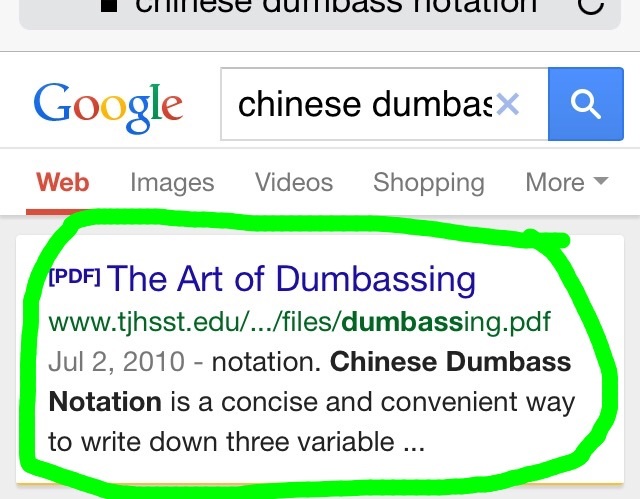 chinese dumbass notation
Google
chinese dumbas
Web Images Videos Shopping More
[PDF] The Art of Dumbassing
www.tjhsst.edu/.../files/dumbassing.pdf
Jul 2, 2010 - notation. Chinese Dumbass
Notation is a concise and convenient way
to write down three variable ...